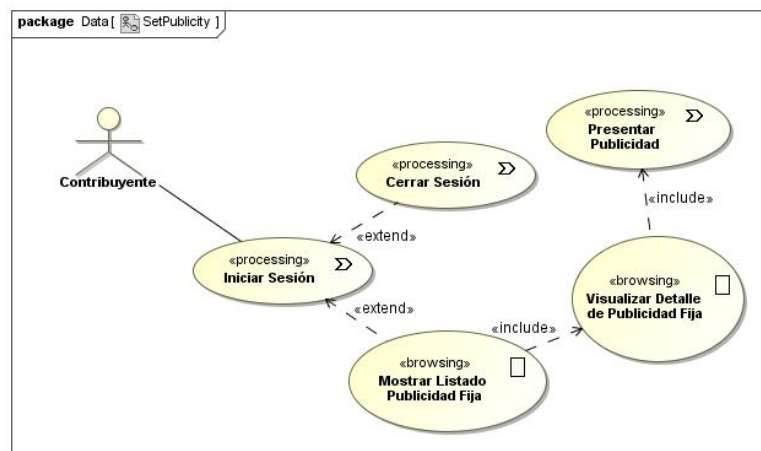 package Data [ SetPublicity ]
«processing»
Presentar
Publicidad
«processing»
Cerrar Sesión
Contribuyente
«include»
«extend»
«processing»
Iniciar Sesión
«browsing»
Visualizar Detalle
de Publicidad Fija
«extend»
«include»
«browsing»
Mostrar Listado
Publicidad Fija